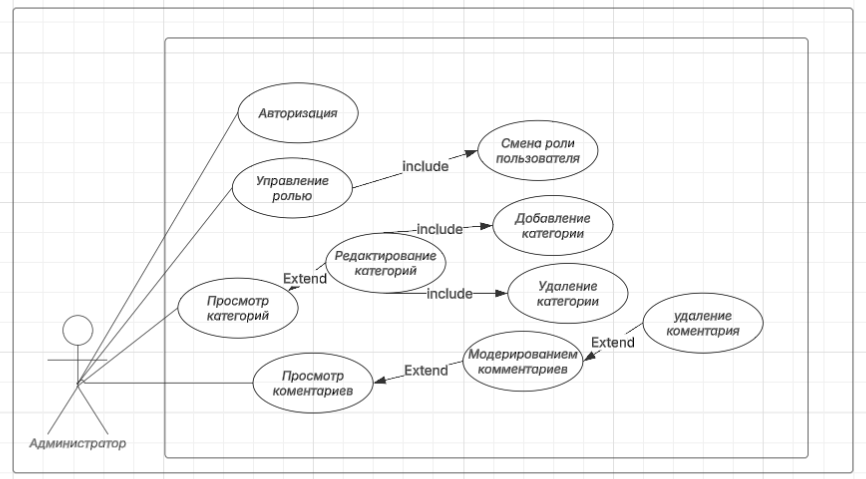 Авторизация
Смена роли
пользователя
include
Управление
ролью
Добавление
категории
include
Редактирование
категорий
Extend
include
Удаление
категории
Просмотр
категорий
удаление
коментария
Extend
Модерированием
комментариев
Extend
Просмотр
коментариев
Администратор